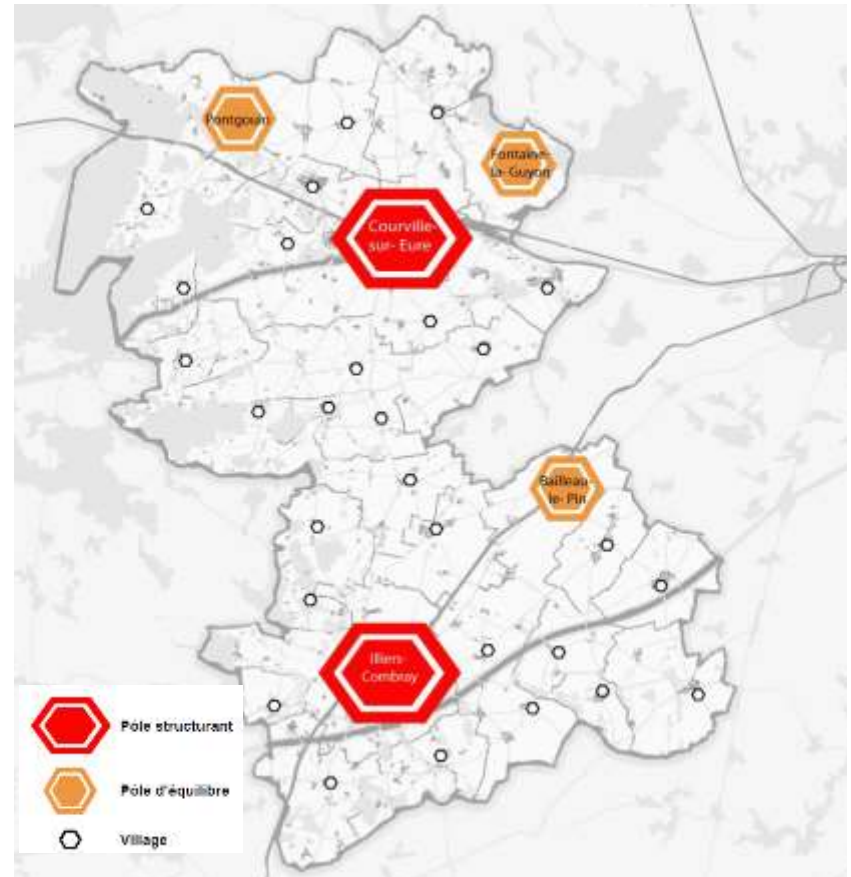 Pontgouin
Fontaine-
la- Guyon
Courville-
sur- Eure
Bailleau-
le- Pin
Illiers-
Combray
Pôle structurant
Pôle d'équilibre
Village